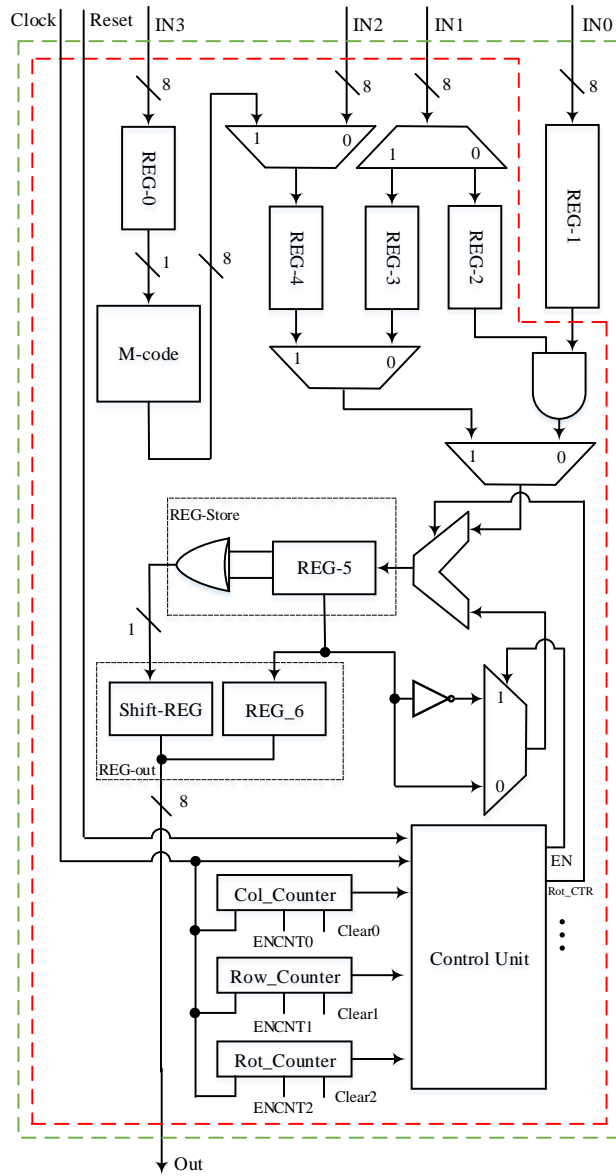 Clock Reset IN3 IN2 IN1 IN0
8 8 8 8
REG-0
1 0 1 0
REG-1
REG-4 REG-3 REG-2
1 8
M-code
1 0
1 0
REG-Store
REG-5
1
Shift-REG REG_6
1
REG-out
0
8
EN
Rot_CTR
Col_Counter
ENCNT0 Clear0
Control Unit
Row_Counter
ENCNT1 Clear1
Rot_Counter
ENCNT2 Clear2
Out